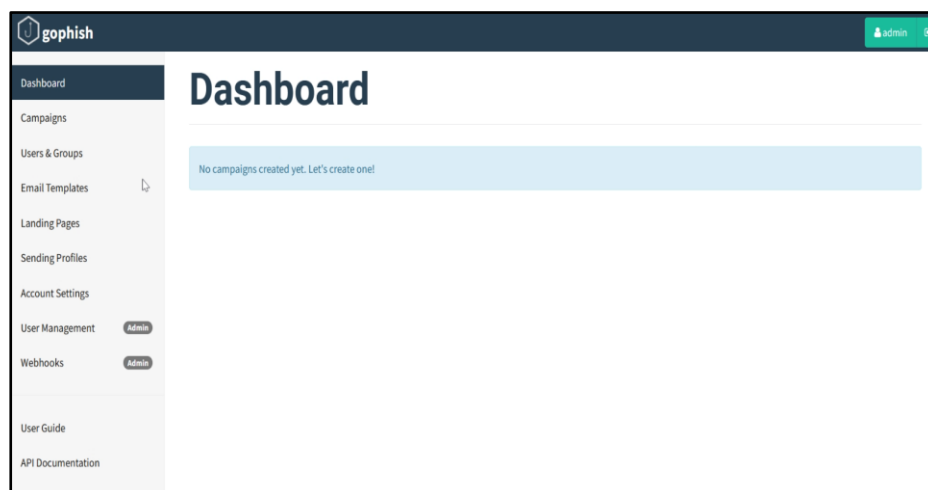 gophish
admin
Dashboard
Dashboard
Campaigns
Users & Groups
No campaigns created yet. Let's create one!
Email Templates
Landing Pages
Sending Profiles
Account Settings
User Management Admin
Webhooks Admin
User Guide
API Documentation